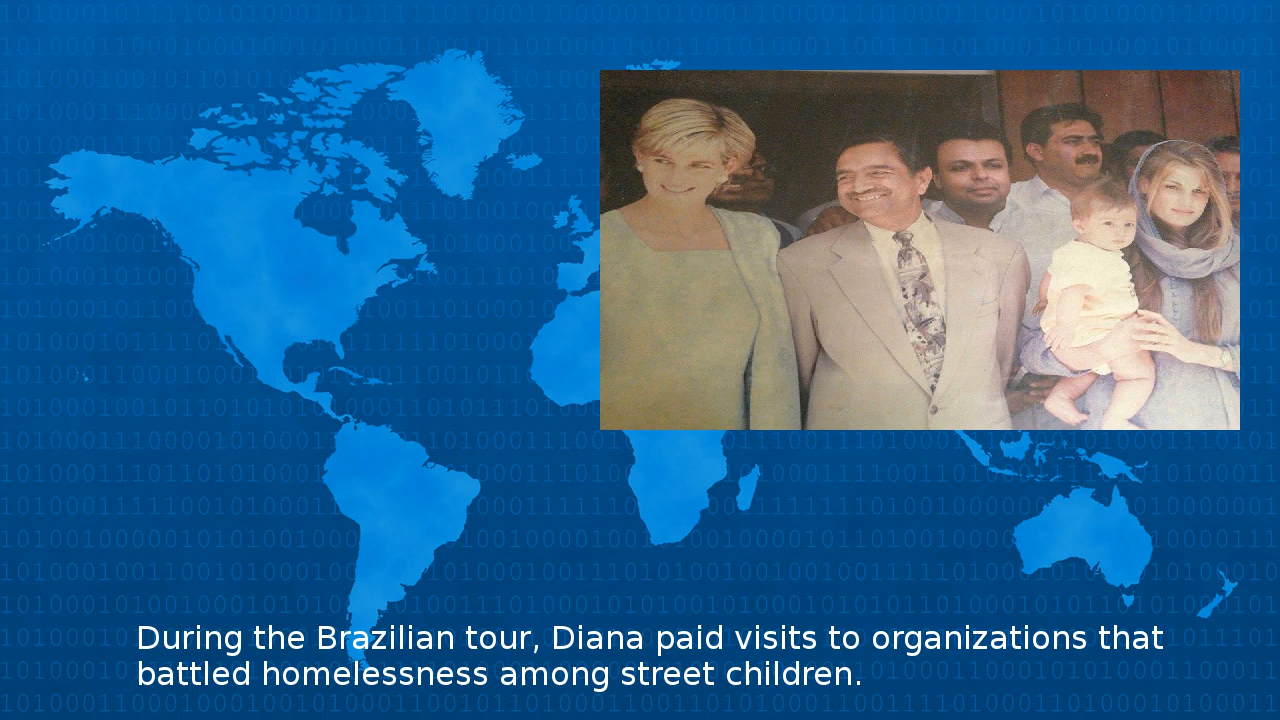 During the Brazilian tour, Diana paid visits to organizations that
battled homelessness among street children.